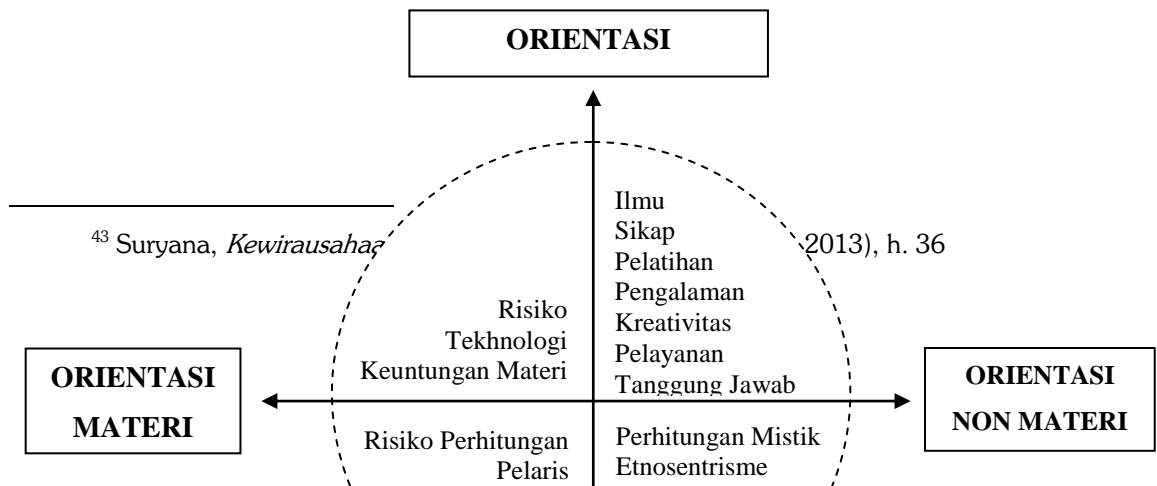 ORIENTASI
Ilmu
Sikap
Pelatihan
Pengalaman
Kreativitas
Pelayanan
Tanggung Jawab
43 Suryana, Kewirausahaa 2013), h. 36
Risiko
Tekhnologi
Keuntungan Materi
ORIENTASI
MATERI
ORIENTASI
NON MATERI
Risiko Perhitungan
Pelaris
Perhitungan Mistik
Etnosentrisme